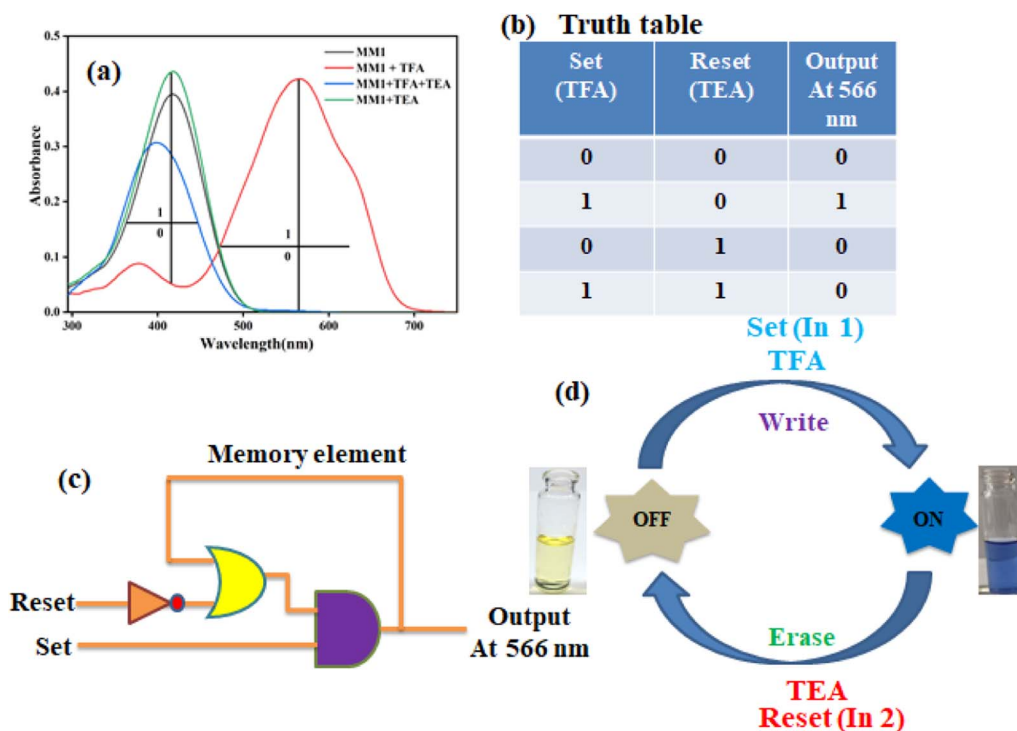 (a)
MM1
MM1 + TFA
MM1+TFA+TEA
MM1+TEA
Absorbance
0.5
0.4
0.3
0.2
0.1
0.0
1
0
1
0
300 400 500 600 700
Wavelength(nm)
(b) Truth table
Set (TFA) Reset (TEA) Output At 566 nm
0 0 0
1 0 1
0 1 0
1 1 0
(c)
Memory element
Reset
Set
Output
At 566 nm
(d)
Set (In 1)
TFA
Write
OFF
ON
Erase
TEA
Reset (In 2)